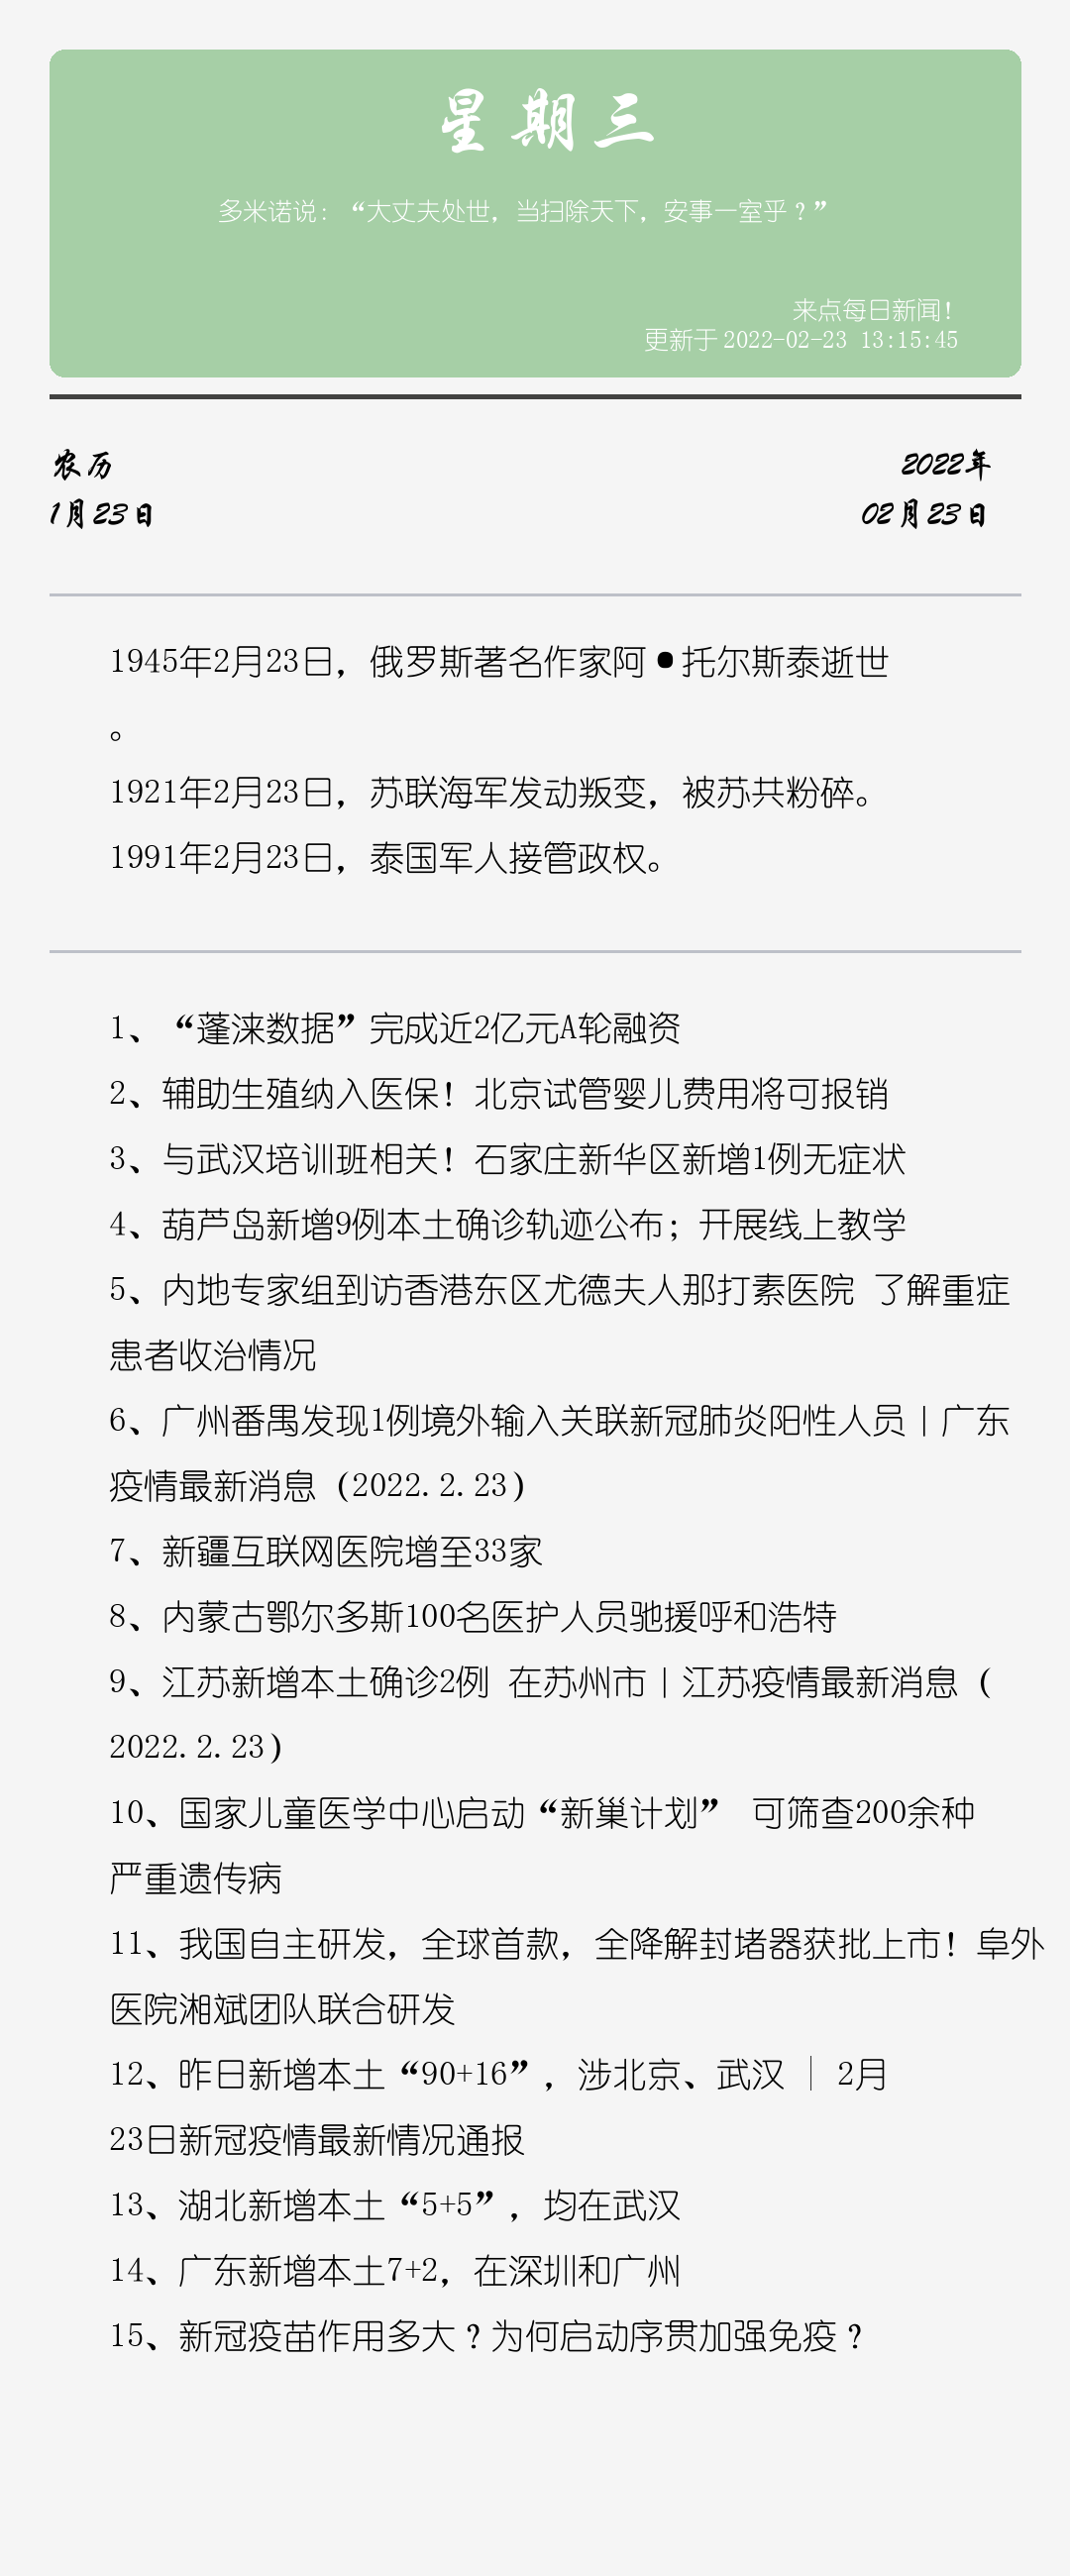 星期三
多米诺说：“大丈夫处世，当扫除天下，安事一室乎？”
来点每日新闻！
更新于 2022-02-23 13:15:45
农历
2022年
1月23日
02月23日
1945年2月23日，俄罗斯著名作家阿•托尔斯泰逝世
。
1921年2月23日，苏联海军发动叛变，被苏共粉碎。
1991年2月23日，泰国军人接管政权。
1、“蓬涞数据”完成近2亿元A轮融资
2、辅助生殖纳入医保！北京试管婴儿费用将可报销
3、与武汉培训班相关！石家庄新华区新增1例无症状
4、葫芦岛新增9例本土确诊轨迹公布；开展线上教学
5、内地专家组到访香港东区尤德夫人那打素医院 了解重症
患者收治情况
6、广州番禺发现1例境外输入关联新冠肺炎阳性人员丨广东
疫情最新消息（2022.2.23）
7、新疆互联网医院增至33家
8、内蒙古鄂尔多斯100名医护人员驰援呼和浩特
9、江苏新增本土确诊2例 在苏州市丨江苏疫情最新消息（
2022.2.23）
10、国家儿童医学中心启动“新巢计划” 可筛查200余种
严重遗传病
11、我国自主研发，全球首款，全降解封堵器获批上市！阜外
医院湘斌团队联合研发
12、昨日新增本土“90+16”，涉北京、武汉 │ 2月
23日新冠疫情最新情况通报
13、湖北新增本土“5+5”，均在武汉
14、广东新增本土7+2，在深圳和广州
15、新冠疫苗作用多大？为何启动序贯加强免疫？